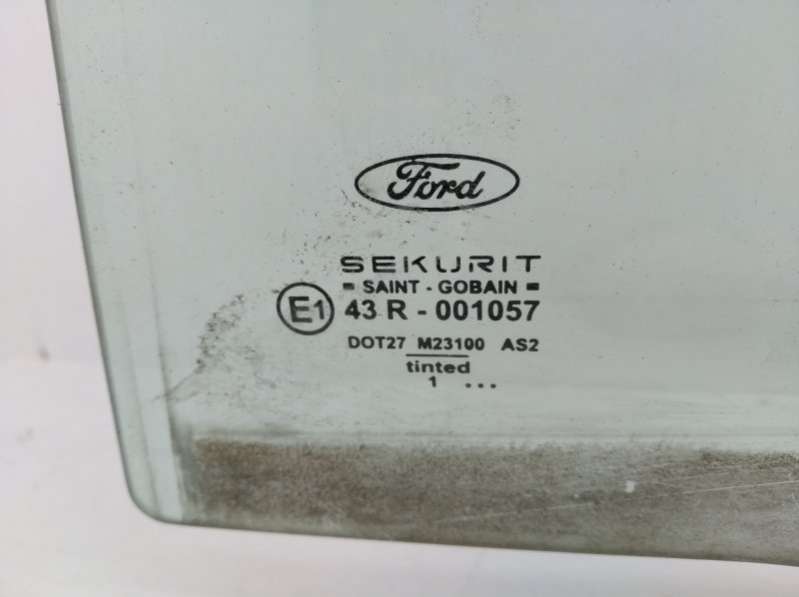 Ford
SEKURIT
SAINT - GOBAIN
E1 43 R - 001057
DOT27 M23100 AS2
tinted
1 ...